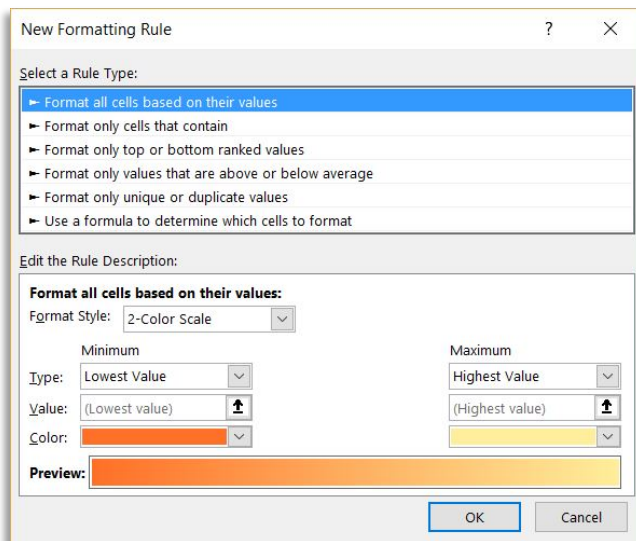 New Formatting Rule ?
Select a Rule Type:
► Format all cells based on their values
► Format only cells that contain
► Format only top or bottom ranked values
► Format only values that are above or below average
► Format only unique or duplicate values
► Use a formula to determine which cells to format
Edit the Rule Description:
Format all cells based on their values:
Format Style: 2-Color Scale
Minimum Maximum
Type: Lowest Value Highest Value
Value: (Lowest value) (Highest value)
Color:
Preview:
OK Cancel